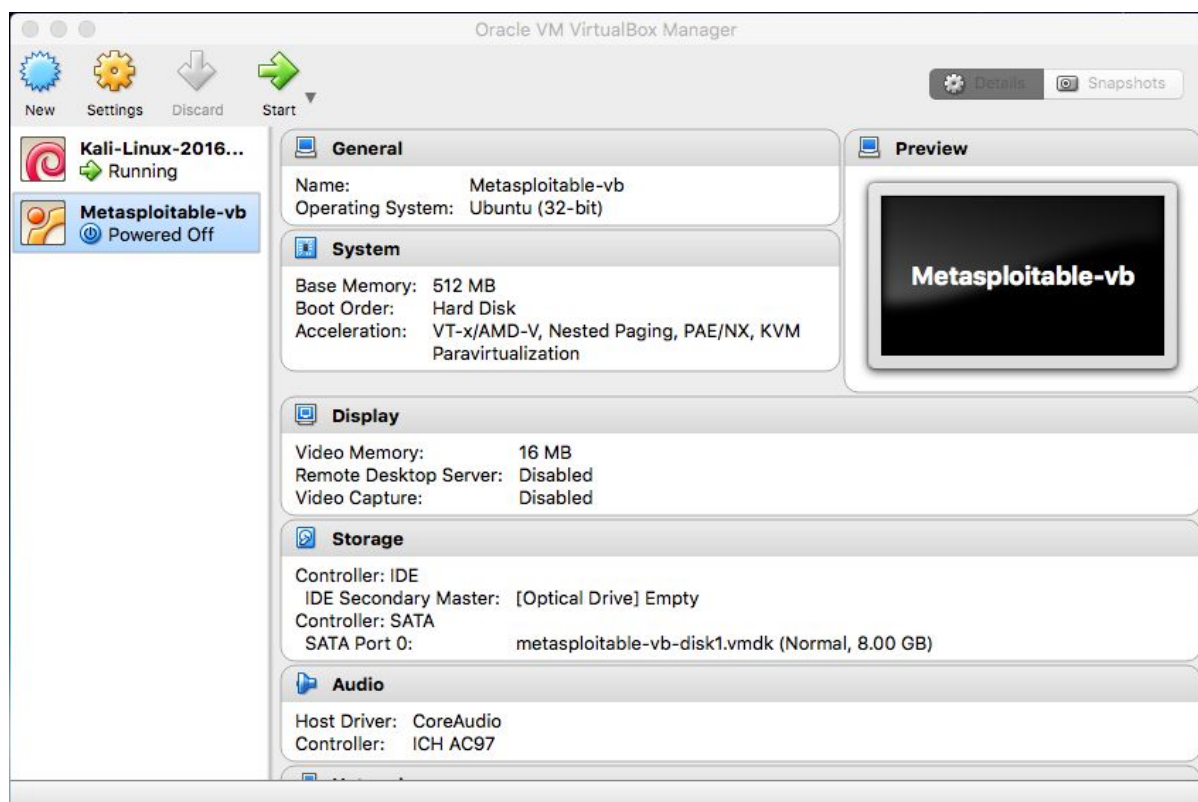 Oracle VM VirtualBox Manager
New Settings Discard Start
Details Snapshots
Kali-Linux-2016...
Running
Metasploitable-vb
Powered Off
General
Name: Metasploitable-vb
Operating System: Ubuntu (32-bit)
System
Base Memory: 512 MB
Boot Order: Hard Disk
Acceleration: VT-x/AMD-V, Nested Paging, PAE/NX, KVM
Paravirtualization
Preview
Metasploitable-vb
Display
Video Memory: 16 MB
Remote Desktop Server: Disabled
Video Capture: Disabled
Storage
Controller: IDE
IDE Secondary Master: [Optical Drive] Empty
Controller: SATA
SATA Port 0: metasploitable-vb-disk1.vmdk (Normal, 8.00 GB)
Audio
Host Driver: CoreAudio
Controller: ICH AC97